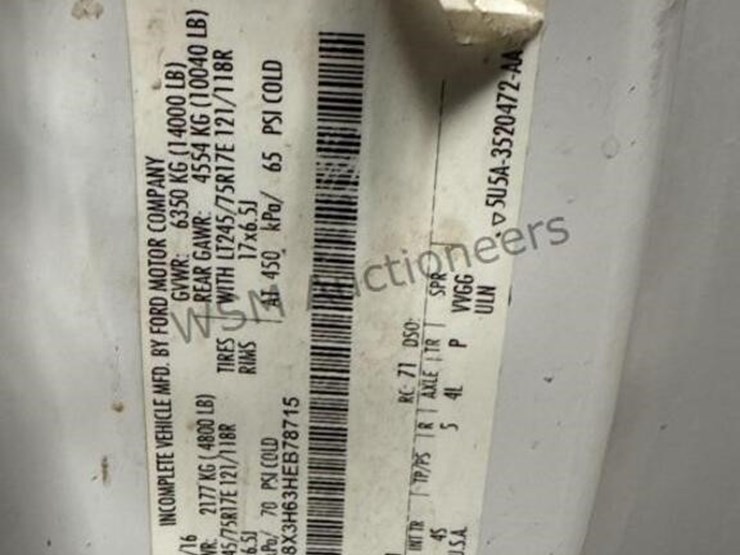 INCOMPLETE VEHICLE MFD. BY FORD MOTOR COMPANY
/16 GVWR: 6350 KG (14000 LB)
WR: 2177 KG ( 4800 LB) REAR GAWR: 4554 KG (10040 LB)
45/75R17E 121/118R TIRES WITH LT245/75R17E 121/118R
6.5J RIMS 17x6.5J
kPa/ 70 PSI COLD AT 450 kPa/ 65 PSI COLD
8X3H63HEB78715
RC: 71 DSO:
INT TR TP/PS R AXLE TR SPR
4S 5 4L P VVGG
U.S.A. ULN
▽ 5U5A-3520472-AA
WSM Auctioneers